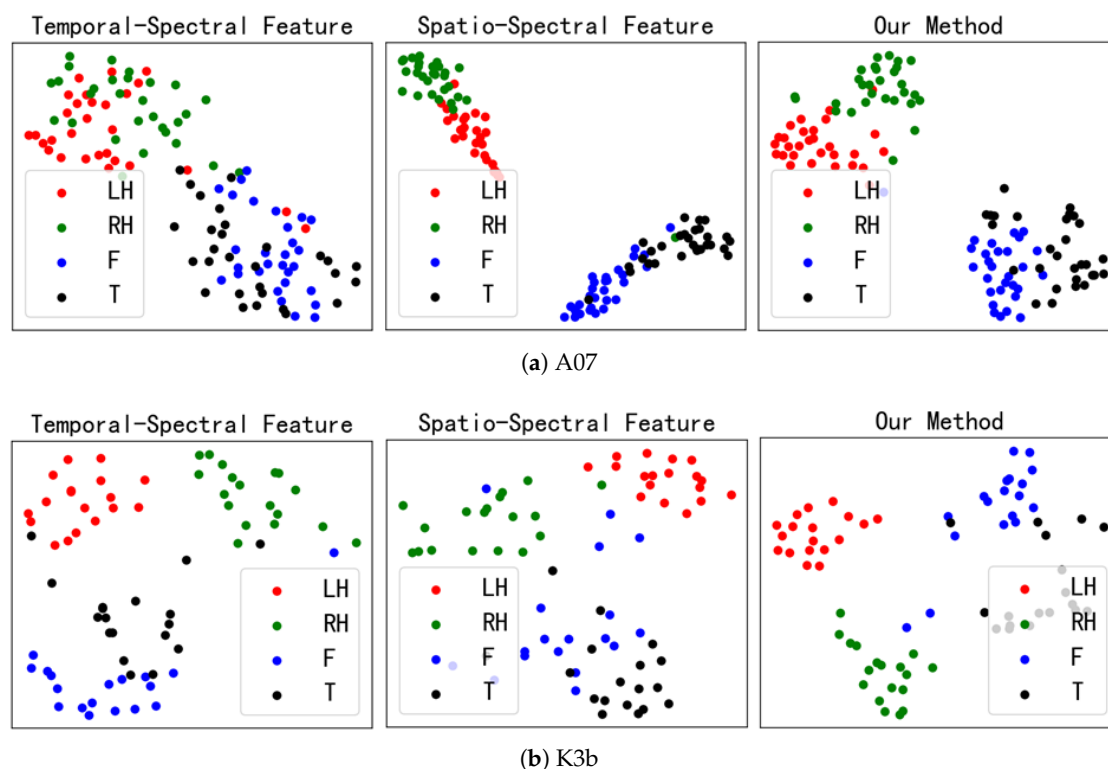 Temporal-Spectral Feature
Spatio-Spectral Feature
Our Method
LH
RH
F
T
LH
RH
F
T
LH
RH
F
T
(a) A07
Temporal-Spectral Feature
Spatio-Spectral Feature
Our Method
LH
RH
F
T
LH
RH
F
T
LH
RH
F
T
(b) K3b